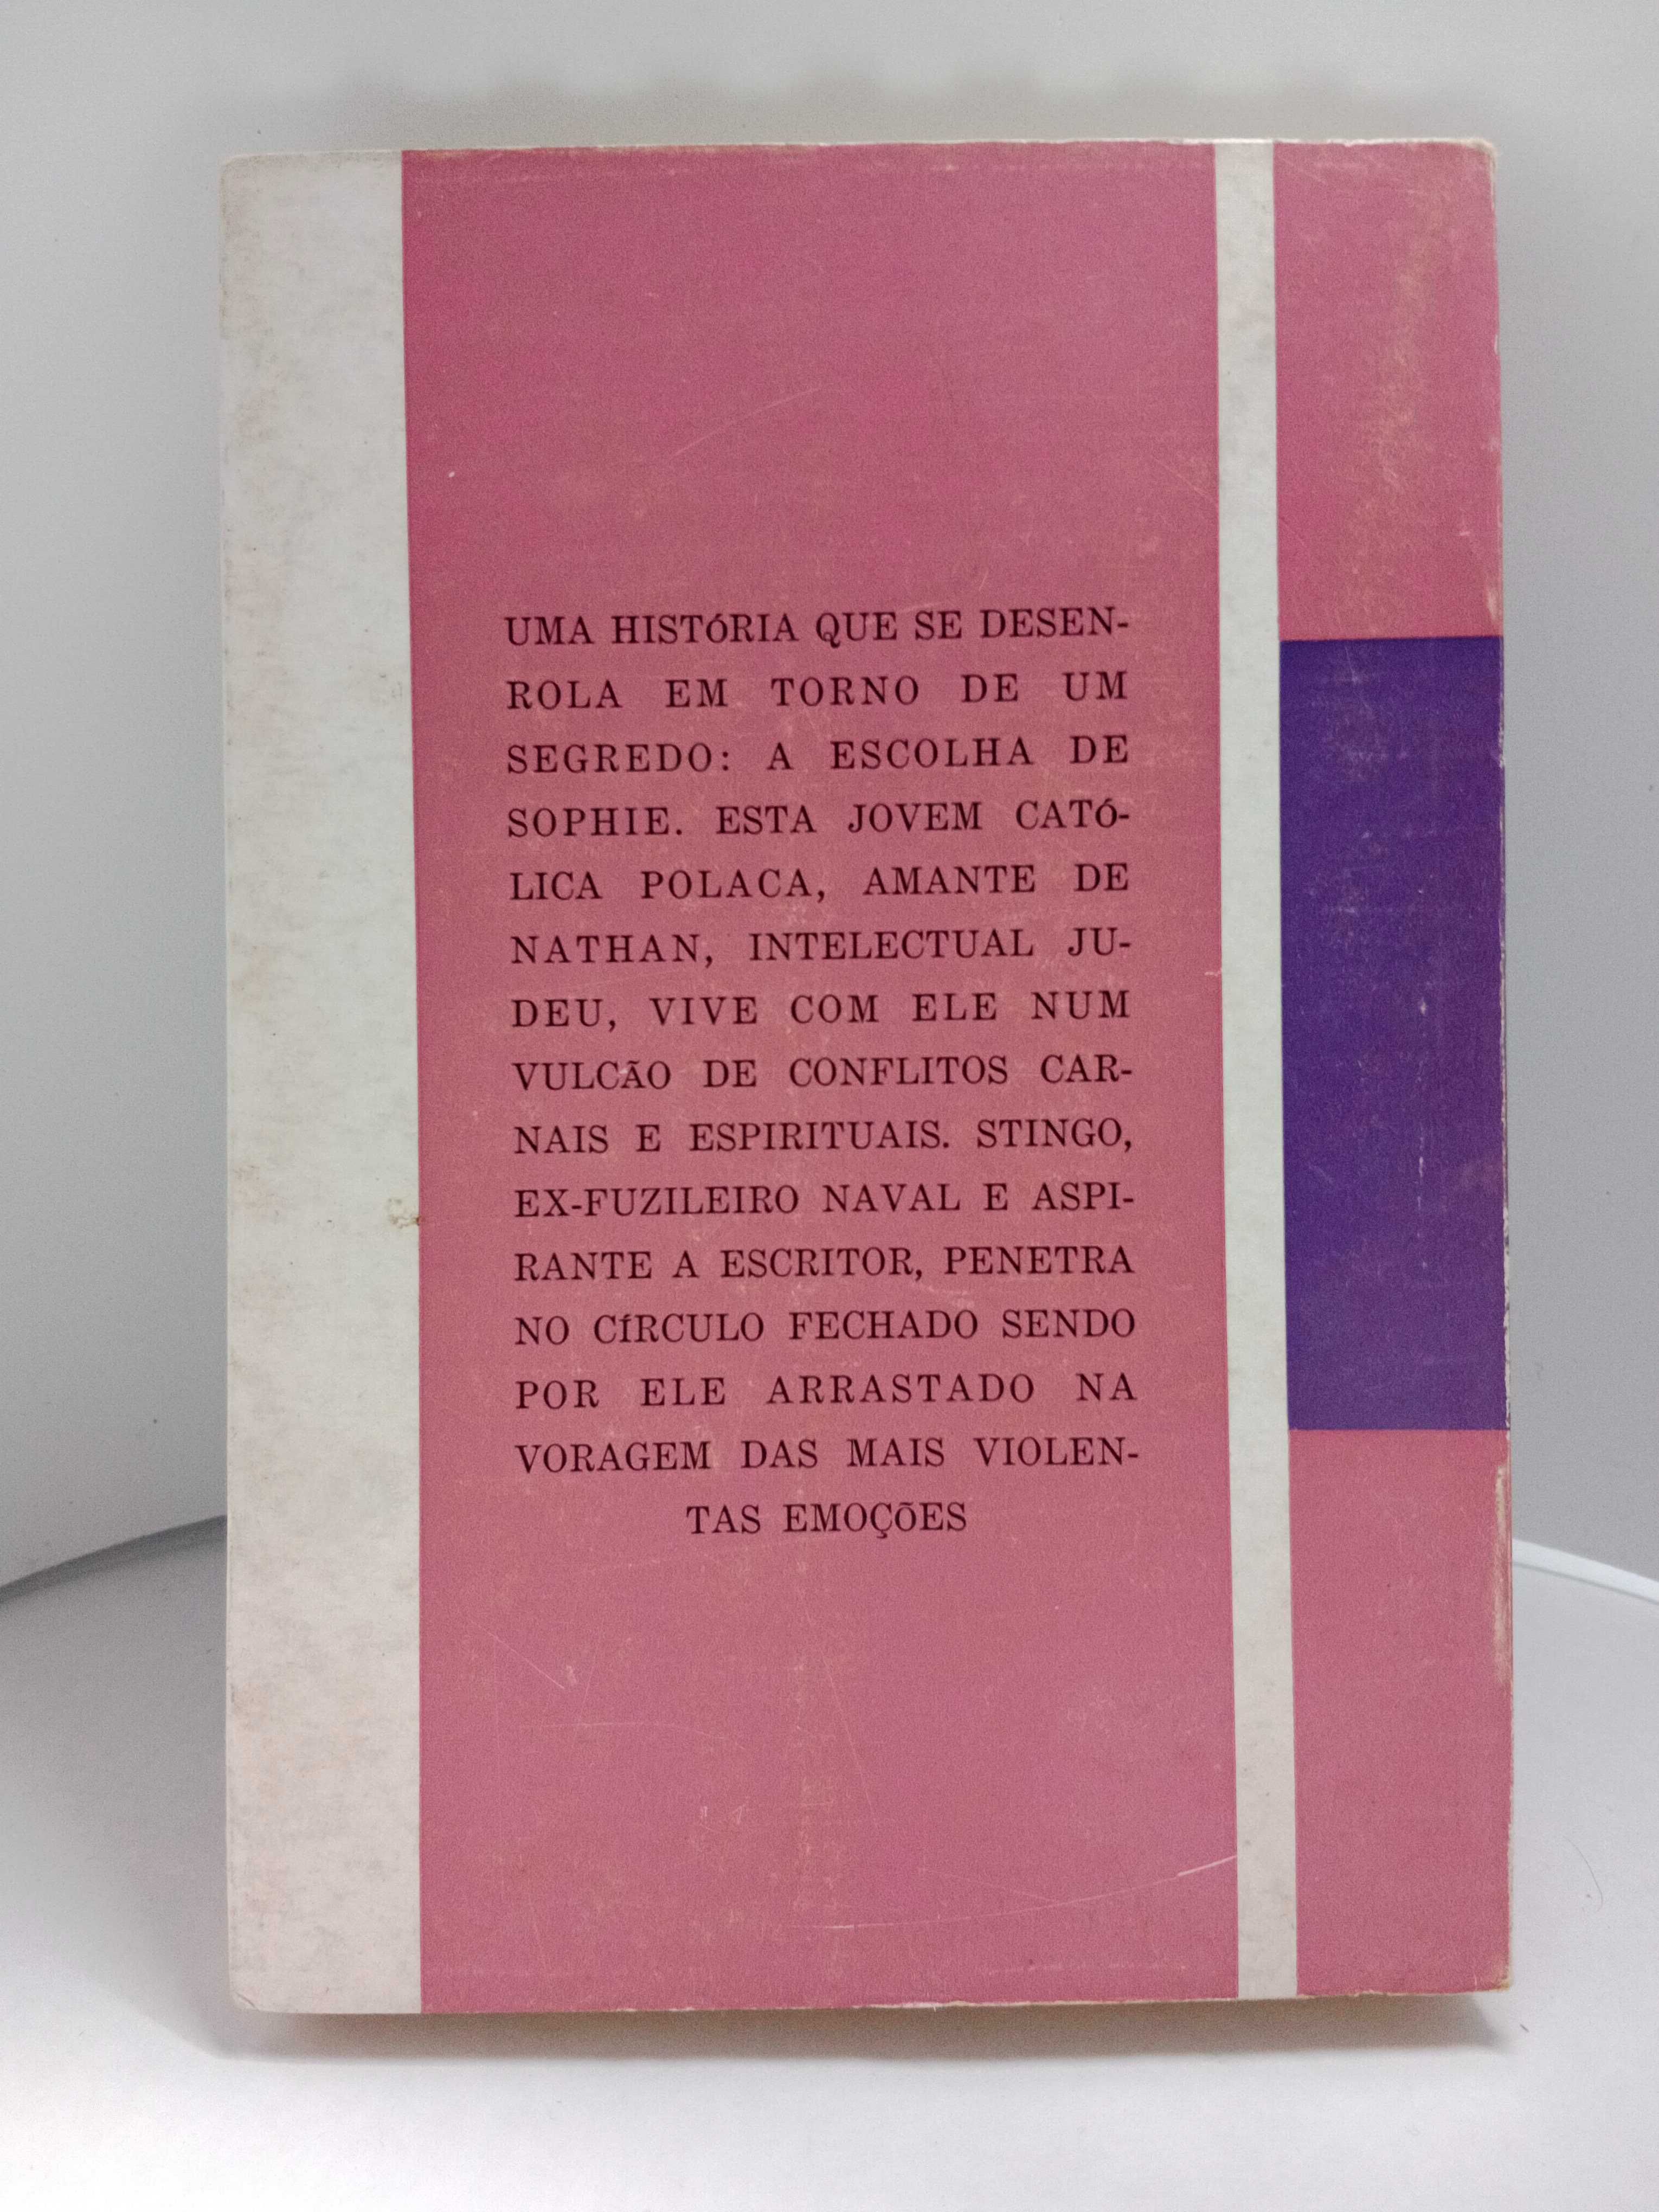 UMA HISTÓRIA QUE SE DESEN-
ROLA EM TORNO DE UM
SEGREDO: A ESCOLHA DE
SOPHIE. ESTA JOVEM CATÓ-
LICA POLACA, AMANTE DE
NATHAN, INTELECTUAL JU-
DEU, VIVE COM ELE NUM
VULCÃO DE CONFLITOS CAR-
NAIS E ESPIRITUAIS. STINGO,
EX-FUZILEIRO NAVAL E ASPI-
RANTE A ESCRITOR, PENETRA
NO CÍRCULO FECHADO SENDO
POR ELE ARRASTADO NA
VORAGEM DAS MAIS VIOLEN-
TAS EMOÇÕES